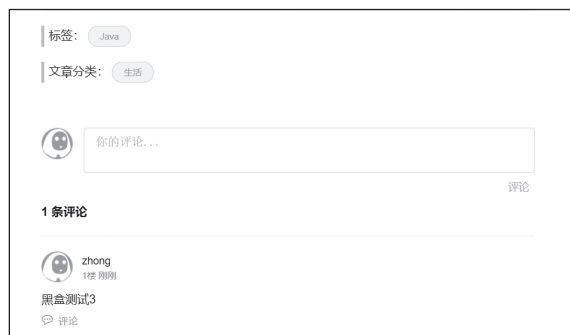 标签： Java
文章分类： 生活
你的评论...
评论
1 条评论
zhong
1楼 刚刚
黑盒测试3
评论